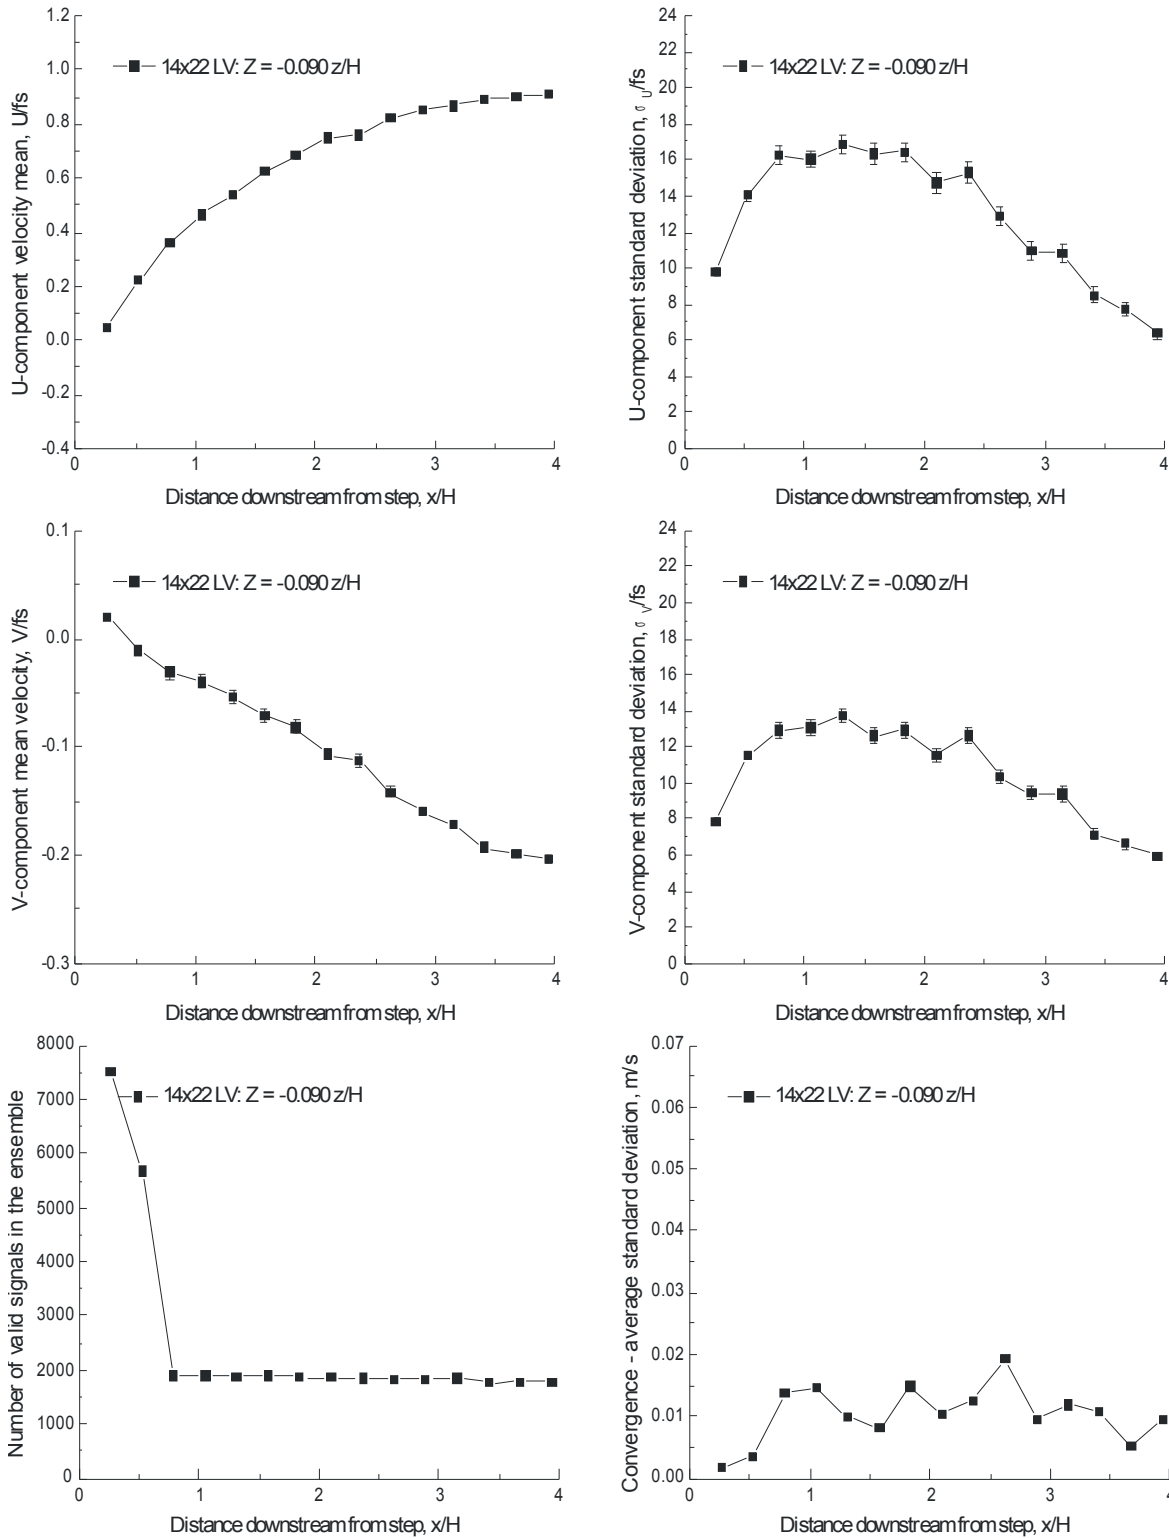 U-component velocity mean, U/fs
1.2
1.0
0.8
0.6
0.4
0.2
0.0
-0.2
-0.4
14x22 LV: Z = -0.090 z/H
0 1 2 3 4
Distance downstream from step, x/H
U-component standard deviation, σ U/fs
24
22
20
18
16
14
12
10
8
6
4
2
0
14x22 LV: Z = -0.090 z/H
0 1 2 3 4
Distance downstream from step, x/H
V-component mean velocity, V/fs
0.1
0.0
-0.1
-0.2
-0.3
14x22 LV: Z = -0.090 z/H
0 1 2 3 4
Distance downstream from step, x/H
V-component standard deviation, σ V/fs
24
22
20
18
16
14
12
10
8
6
4
2
0
14x22 LV: Z = -0.090 z/H
0 1 2 3 4
Distance downstream from step, x/H
Number of valid signals in the ensemble
8000
7000
6000
5000
4000
3000
2000
1000
0
14x22 LV: Z = -0.090 z/H
0 1 2 3 4
Distance downstream from step, x/H
Convergence - average standard deviation, m/s
0.07
0.06
0.05
0.04
0.03
0.02
0.01
0.00
14x22 LV: Z = -0.090 z/H
0 1 2 3 4
Distance downstream from step, x/H